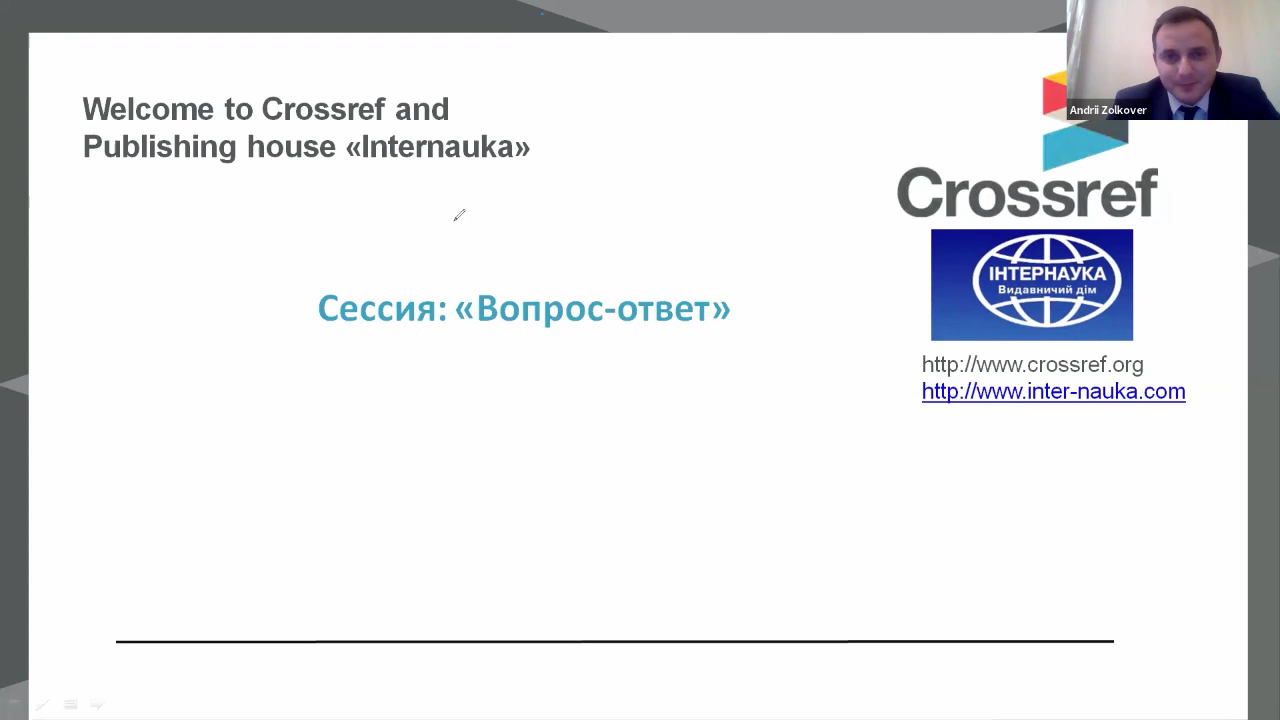 Welcome to Crossref and
Publishing house «Internauka»
Andrii Zolkover
Crossref
ІНТЕРНАУКА
Видавничий дім
Сессия: «Вопрос-ответ»
http://www.crossref.org
http://www.inter-nauka.com